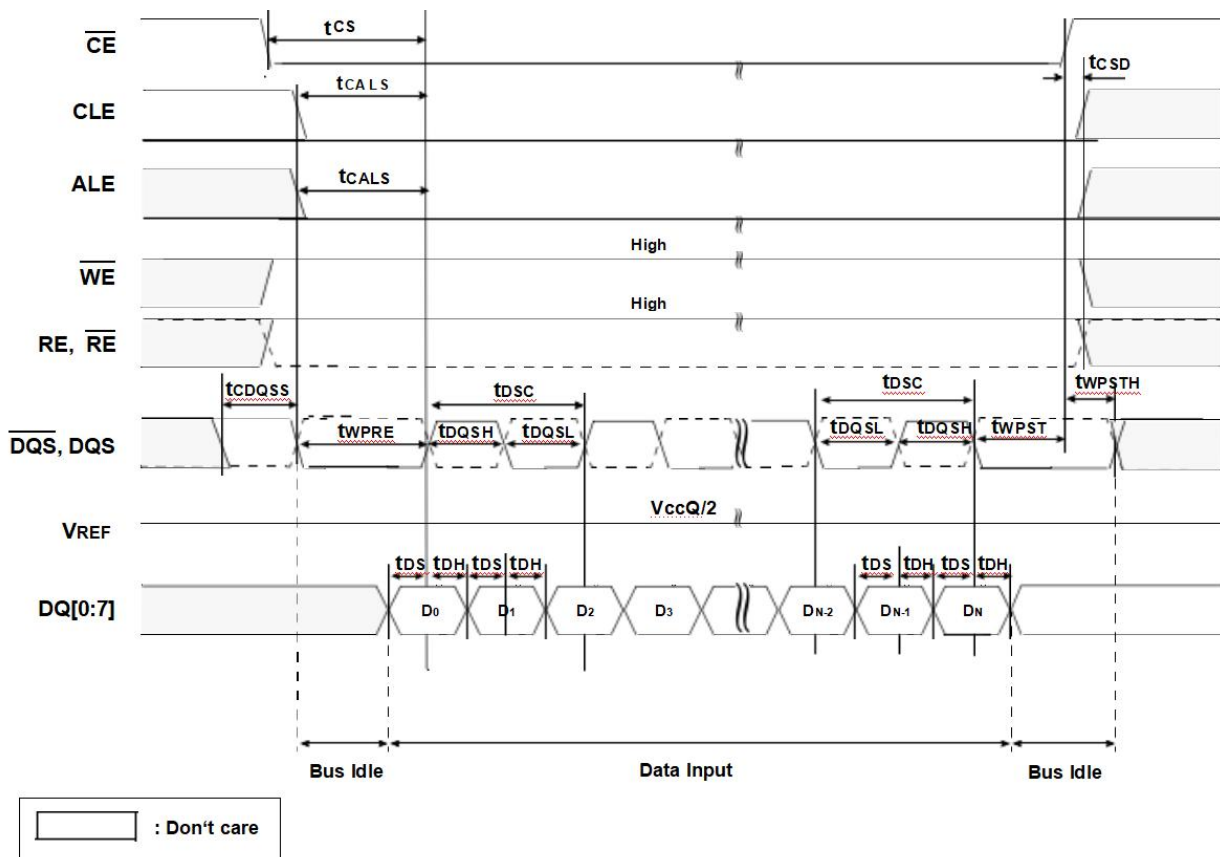 tCS
CE
tCSD
tCALS
CLE
tCALS
ALE
High
WE
High
RE, RE
tCDQSS
tDSC
tDSC
tWPSTH
tWPRE
tDQSH
tDQSL
tDQSL
tDQSH
tWPST
DQS, DQS
VccQ/2
VREF
tDS tDH tDS tDH
tDS tDH tDS tDH
DQ[0:7]
D0 D1 D2 D3 DN-2 DN-1 DN
Bus Idle
Data Input
Bus Idle
: Don't care